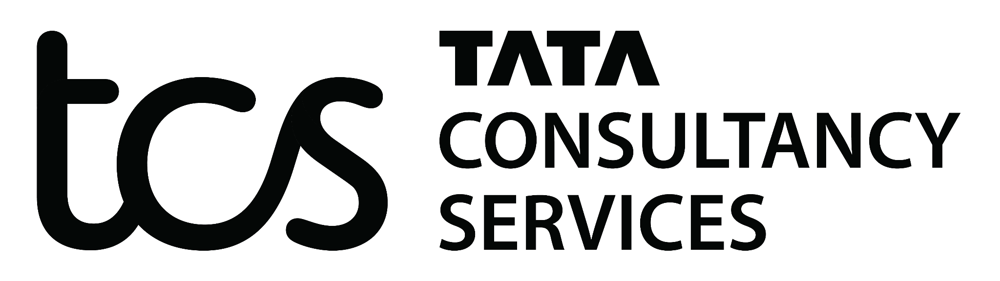 tcs
TATA
CONSULTANCY
SERVICES